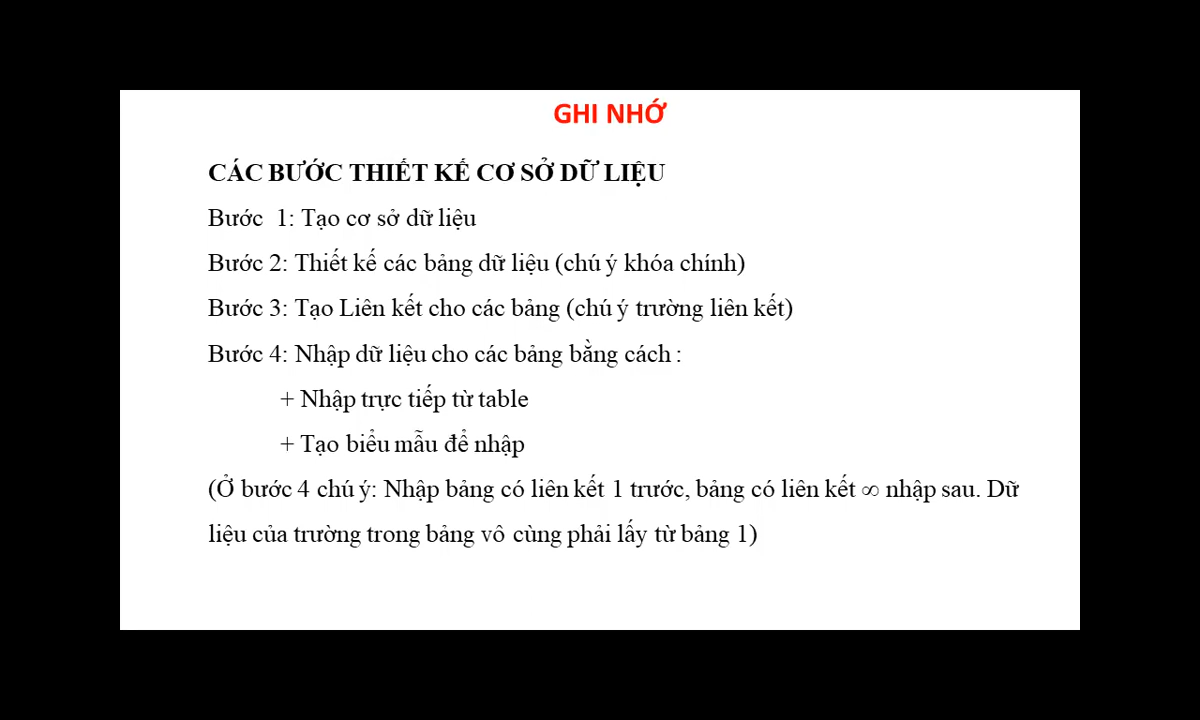 GHI NHỚ
CÁC BƯỚC THIẾT KẾ CƠ SỞ DỮ LIỆU
Bước 1: Tạo cơ sở dữ liệu
Bước 2: Thiết kế các bảng dữ liệu (chú ý khóa chính)
Bước 3: Tạo Liên kết cho các bảng (chú ý trường liên kết)
Bước 4: Nhập dữ liệu cho các bảng bằng cách :
+ Nhập trực tiếp từ table
+ Tạo biểu mẫu để nhập
(Ở bước 4 chú ý: Nhập bảng có liên kết 1 trước, bảng có liên kết ∞ nhập sau. Dữ
liệu của trường trong bảng vô cùng phải lấy từ bảng 1)